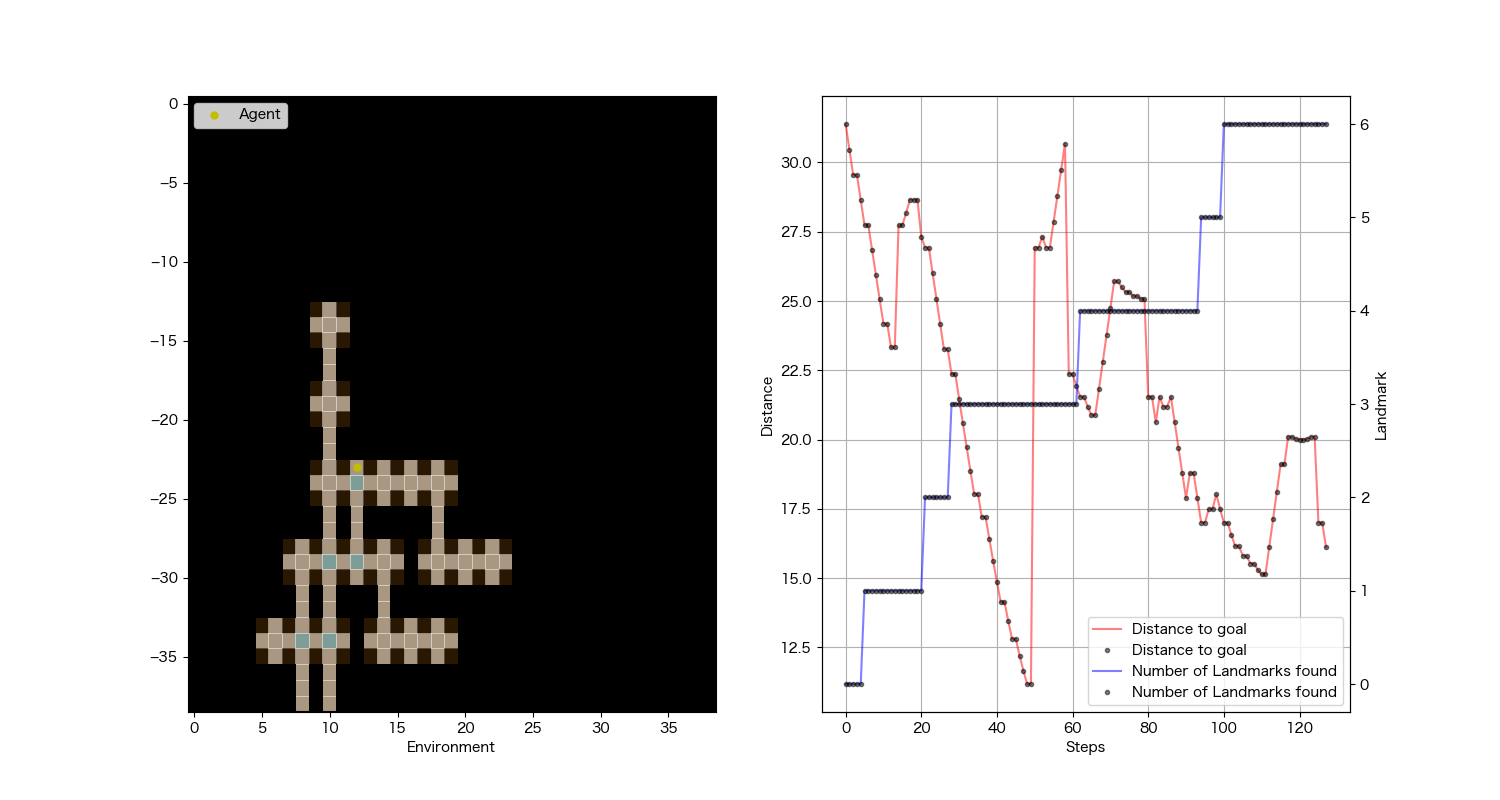 Agent
0
−5
−10
−15
−20
−25
−30
−35
0 5 10 15 20 25 30 35
Environment
Distance
30.0
27.5
25.0
22.5
20.0
17.5
15.0
12.5
0 20 40 60 80 100 120
Steps
6
5
4
3
2
1
0
Landmark
Distance to goal
Distance to goal
Number of Landmarks found
Number of Landmarks found